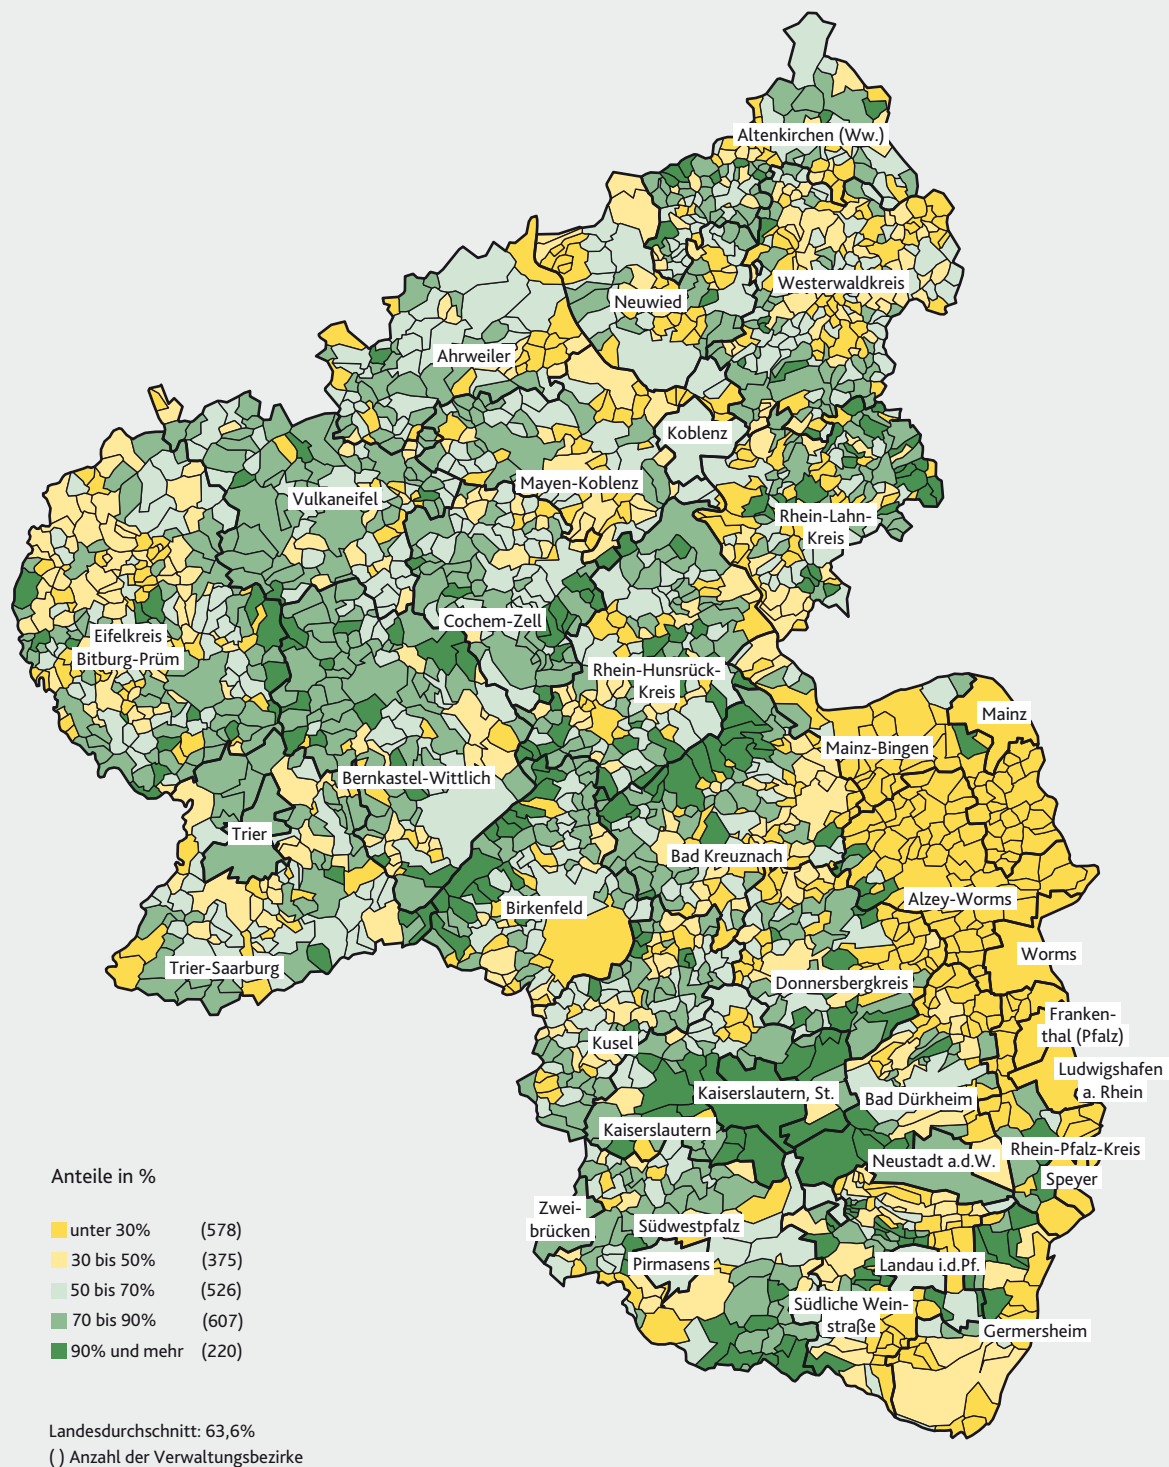 Altenkirchen (Ww.)
Westerwaldkreis
Neuwied
Ahrweiler
Koblenz
Mayen-Koblenz
Vulkaneifel
Rhein-Lahn-
Kreis
Cochem-Zell
Eifelkreis
Bitburg-Prüm
Rhein-Hunsrück-
Kreis
Mainz
Mainz-Bingen
Bernkastel-Wittlich
Trier
Bad Kreuznach
Alzey-Worms
Birkenfeld
Worms
Trier-Saarburg
Donnersbergkreis
Franken-
thal (Pfalz)
Kusel
Ludwigshafen
a. Rhein
Kaiserslautern, St.
Bad Dürkheim
Kaiserslautern
Rhein-Pfalz-Kreis
Neustadt a.d.W.
Speyer
Zwei-
brücken
Südwestpfalz
Pirmasens
Landau i.d.Pf.
Südliche Wein-
straße
Germersheim
Anteile in %
unter 30% (578)
30 bis 50% (375)
50 bis 70% (526)
70 bis 90% (607)
90% und mehr (220)
Landesdurchschnitt: 63,6%
( ) Anzahl der Verwaltungsbezirke